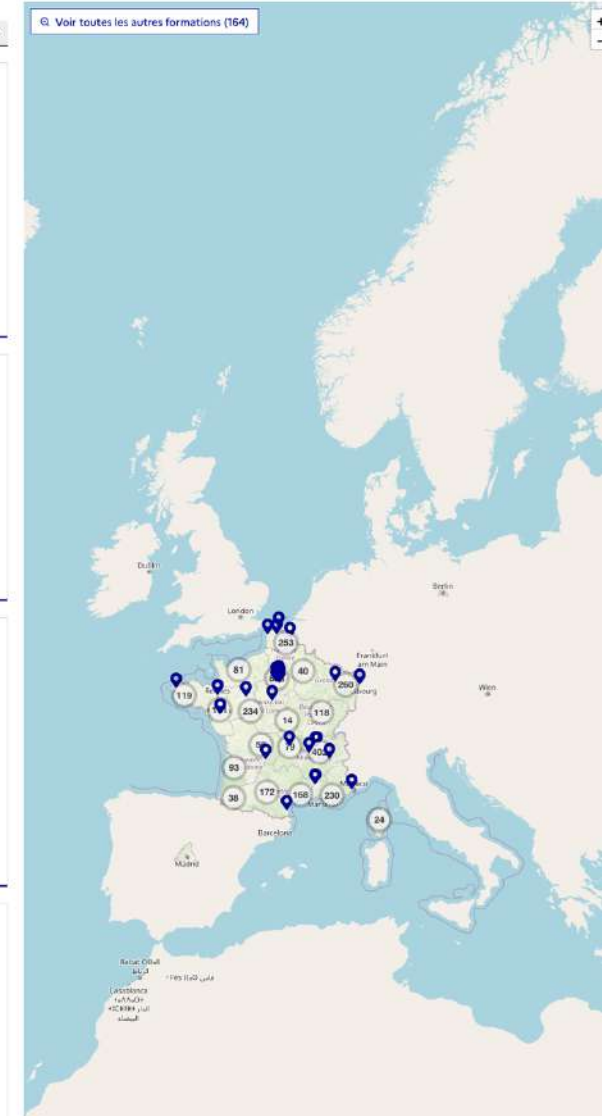 Voir toutes les autres formations (164)
+
−
Dublin
Berlin
London
253
Frankfurt
am Main
81
40
260
Wien
119
234
118
14
79
402
93
172
168
230
38
24
Barcelona
Madrid
Casablanca